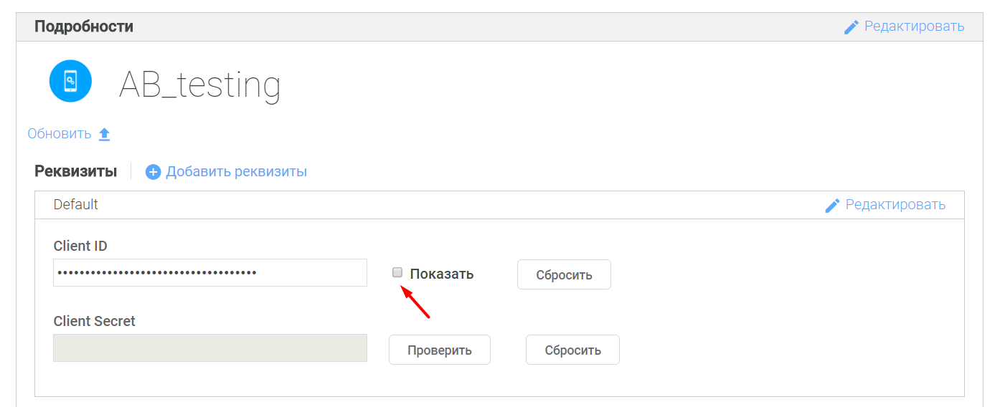 Подробности
Редактировать
AB_testing
Обновить
Реквизиты
Добавить реквизиты
Default
Редактировать
Client ID
••••••••••••••••••••••••••••••••••••
Показать
Сбросить
Client Secret
Проверить
Сбросить